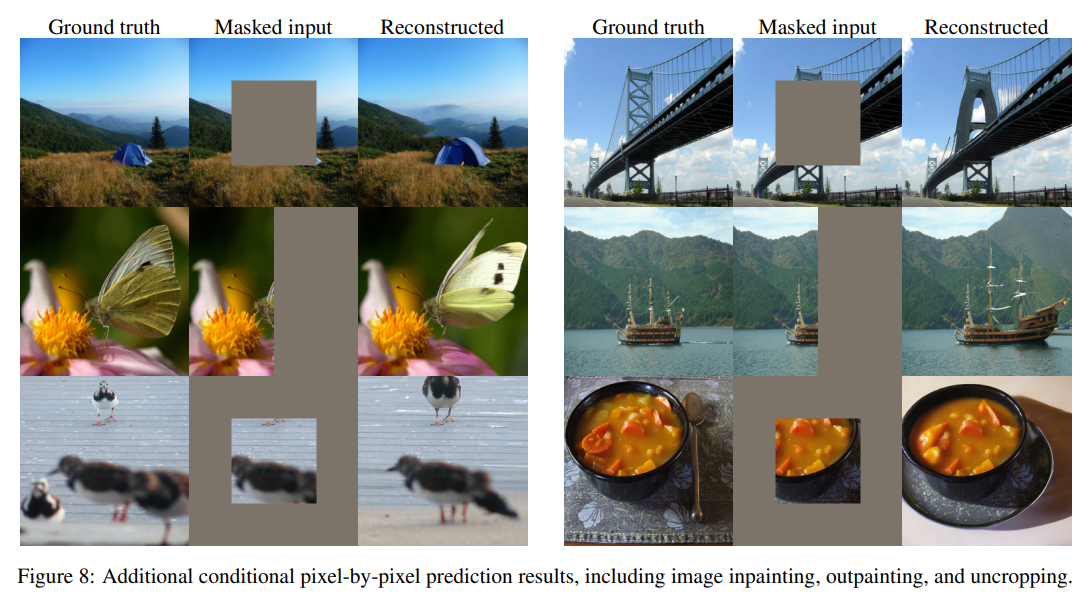 Ground truth Masked input Reconstructed Ground truth Masked input Reconstructed
Figure 8: Additional conditional pixel-by-pixel prediction results, including image inpainting, outpainting, and uncropping.